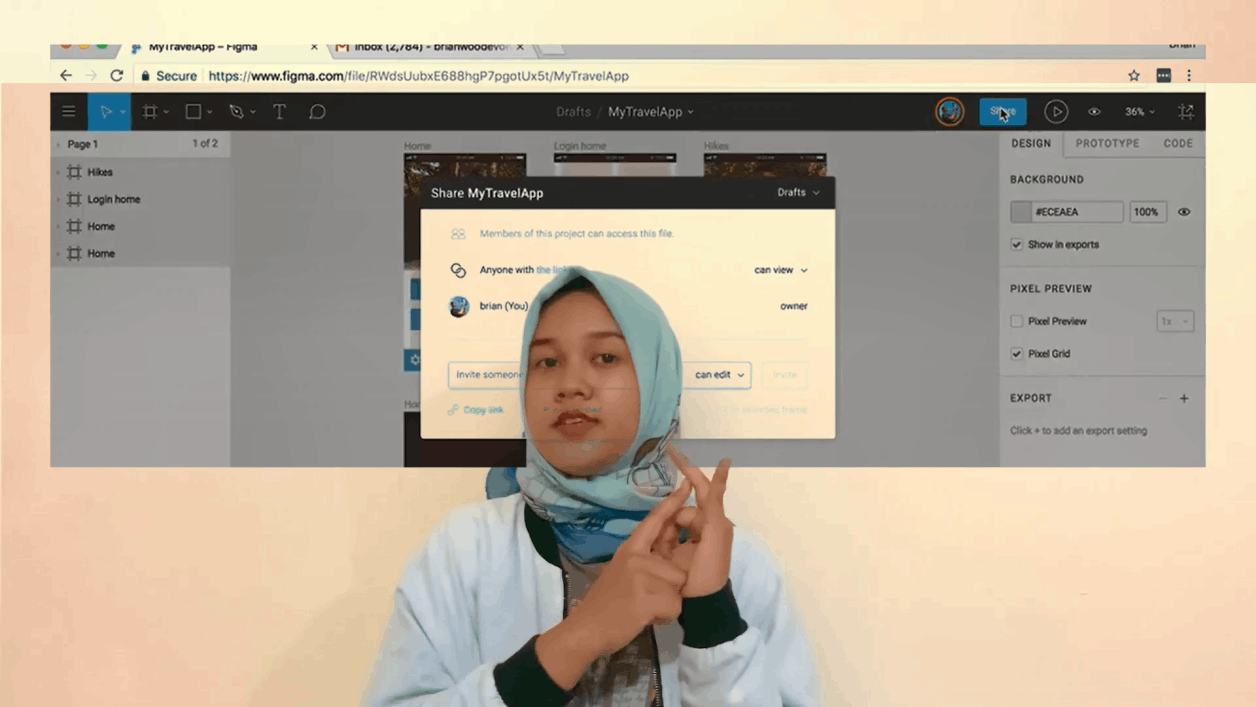 MyTravelApp – Figma
Inbox (2,784) - brianwoodevon
Brian
Secure https://www.figma.com/file/RWdsUubxE688hgP7pgotUx5t/MyTravelApp
Drafts / MyTravelApp
Share
36%
Page 1
1 of 2
Hikes
Login home
Home
Home
Home
Login home
Hikes
DESIGN
PROTOTYPE
CODE
BACKGROUND
#ECEAEA
100%
Show in exports
PIXEL PREVIEW
Pixel Preview
1x
Pixel Grid
EXPORT
Click + to add an export setting
Share MyTravelApp
Drafts
Members of this project can access this file.
Anyone with the link
can view
brian (You)
owner
Invite someone
can edit
Invite
Copy link
selected frame